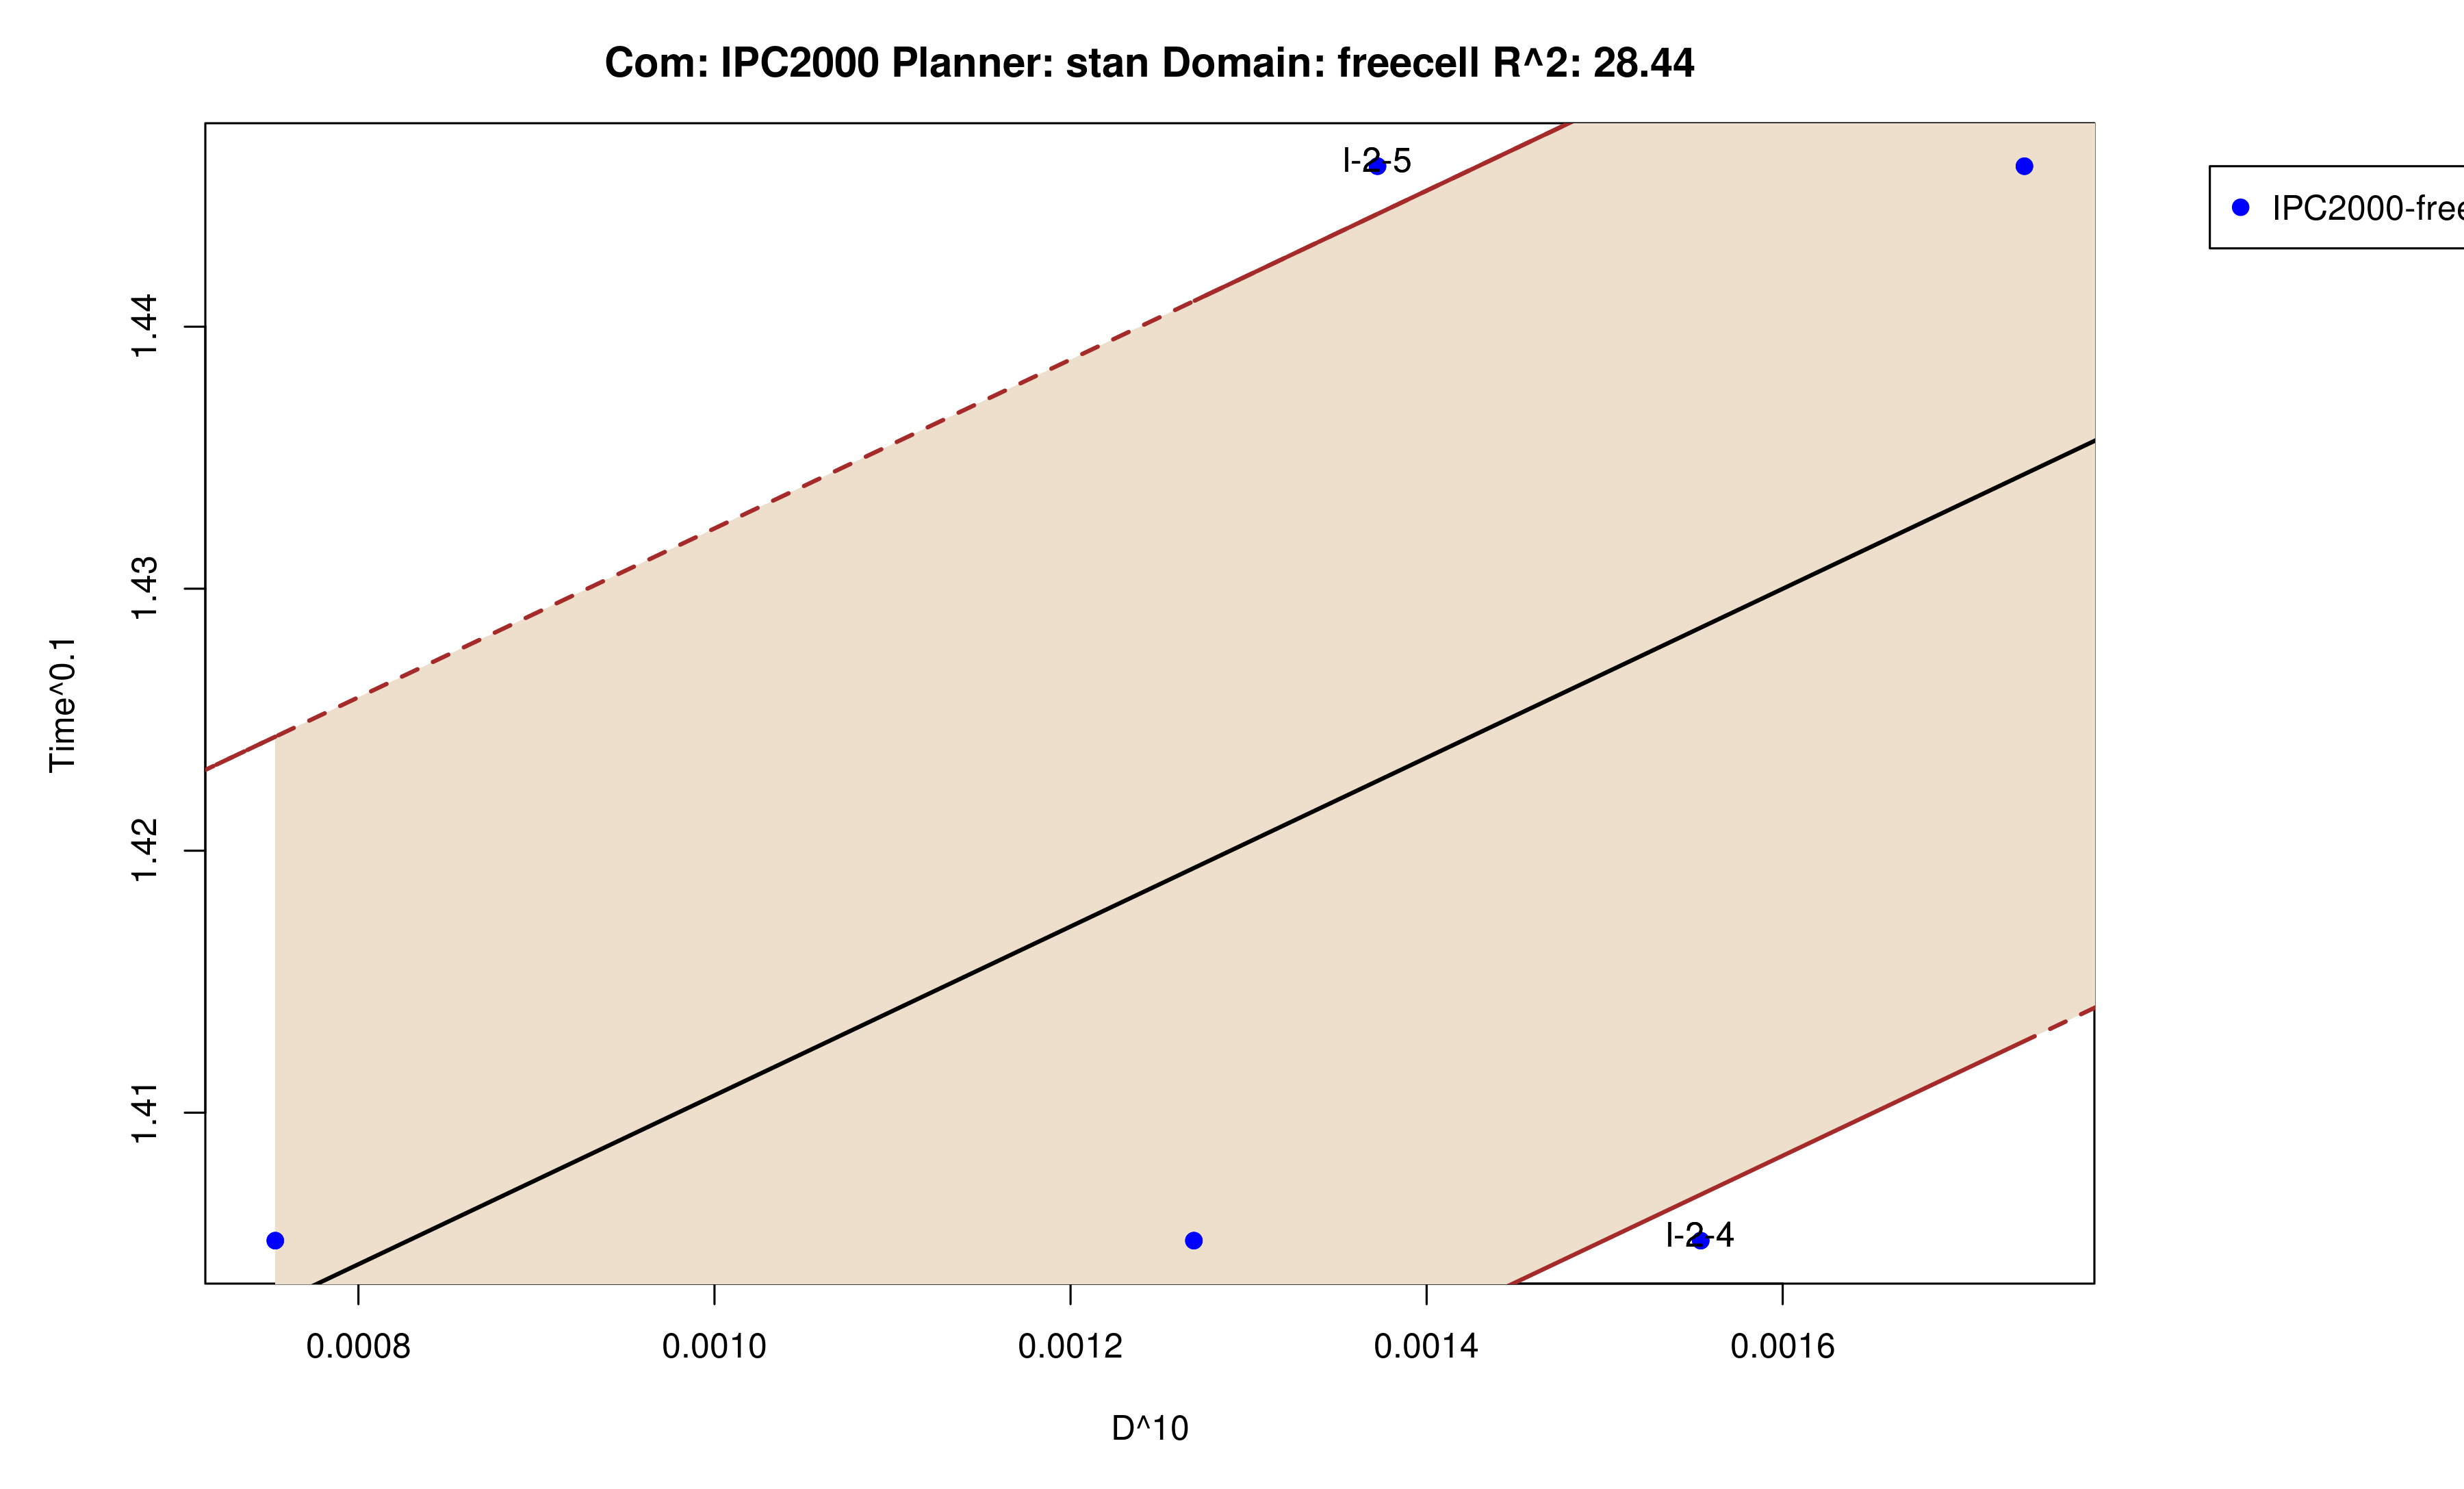 Com: IPC2000 Planner: stan Domain: freecell R^2: 28.44
I-2-5
IPC2000-free
1.44
1.43
1.42
1.41
Time^0.1
I-2-4
0.0008 0.0010 0.0012 0.0014 0.0016
D^10